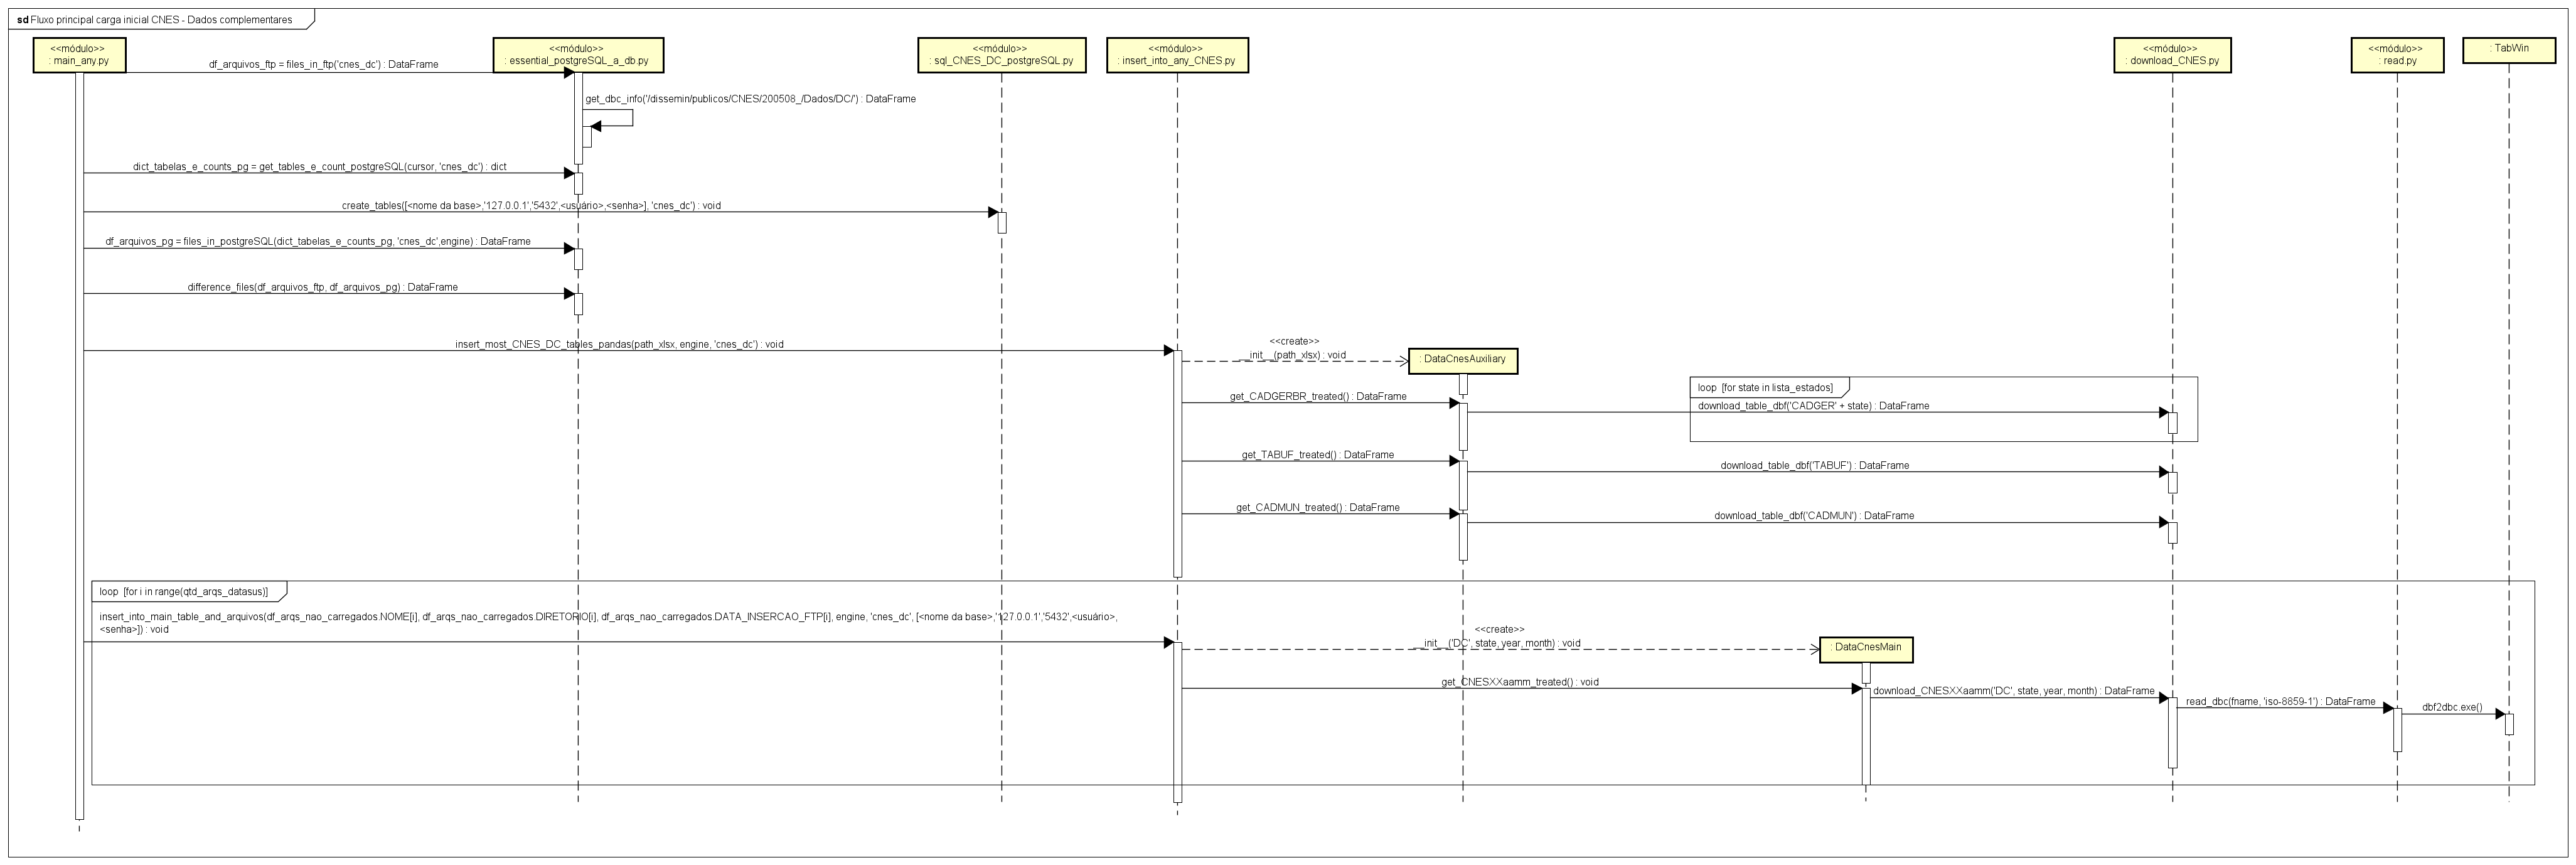 sd Fluxo principal carga inicial CNES - Dados complementares
<<módulo>>
: main_any.py
<<módulo>>
: essential_postgreSQL_a_db.py
<<módulo>>
: sql_CNES_DC_postgreSQL.py
<<módulo>>
: insert_into_any_CNES.py
<<módulo>>
: download_CNES.py
<<módulo>>
: read.py
: TabWin
df_arquivos_ftp = files_in_ftp('cnes_dc') : DataFrame
get_dbc_info('/dissemin/publicos/CNES/200508_/Dados/DC/') : DataFrame
dict_tabelas_e_counts_pg = get_tables_e_count_postgreSQL(cursor, 'cnes_dc') : dict
create_tables([<nome da base>,'127.0.0.1','5432',<usuário>,<senha>], 'cnes_dc') : void
df_arquivos_pg = files_in_postgreSQL(dict_tabelas_e_counts_pg, 'cnes_dc',engine) : DataFrame
difference_files(df_arquivos_ftp, df_arquivos_pg) : DataFrame
insert_most_CNES_DC_tables_pandas(path_xlsx, engine, 'cnes_dc') : void
<<create>>
__init__(path_xlsx) : void
: DataCnesAuxiliary
loop [for state in lista_estados]
get_CADGERBR_treated() : DataFrame
download_table_dbf('CADGER' + state) : DataFrame
get_TABUF_treated() : DataFrame
download_table_dbf('TABUF') : DataFrame
get_CADMUN_treated() : DataFrame
download_table_dbf('CADMUN') : DataFrame
loop [for i in range(qtd_arqs_datasus)]
insert_into_main_table_and_arquivos(df_arqs_nao_carregados.NOME[i], df_arqs_nao_carregados.DIRETORIO[i], df_arqs_nao_carregados.DATA_INSERCAO_FTP[i], engine, 'cnes_dc', [<nome da base>,'127.0.0.1','5432',<usuário>,
<senha>]) : void
<<create>>
__init__('DC', state, year, month) : void
: DataCnesMain
get_CNESXXaamm_treated() : void
download_CNESXXaamm('DC', state, year, month) : DataFrame
read_dbc(fname, 'iso-8859-1') : DataFrame
dbf2dbc.exe()